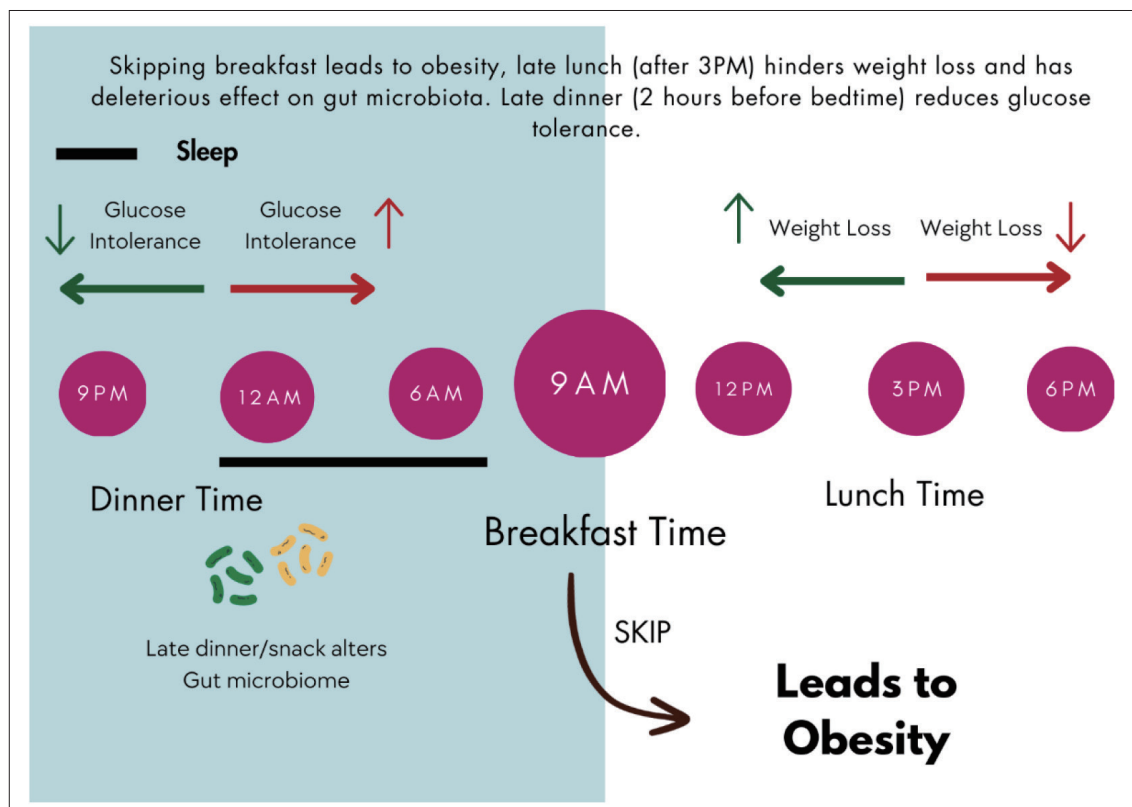 Skipping breakfast leads to obesity, late lunch (after 3PM) hinders weight loss and has
deleterious effect on gut microbiota. Late dinner (2 hours before bedtime) reduces glucose
tolerance.
Sleep
Glucose
Intolerance
Glucose
Intolerance
Weight Loss
Weight Loss
9PM
12AM
6AM
9AM
12PM
3PM
6PM
Dinner Time
Breakfast Time
Lunch Time
Late dinner/snack alters
Gut microbiome
SKIP
Leads to
Obesity